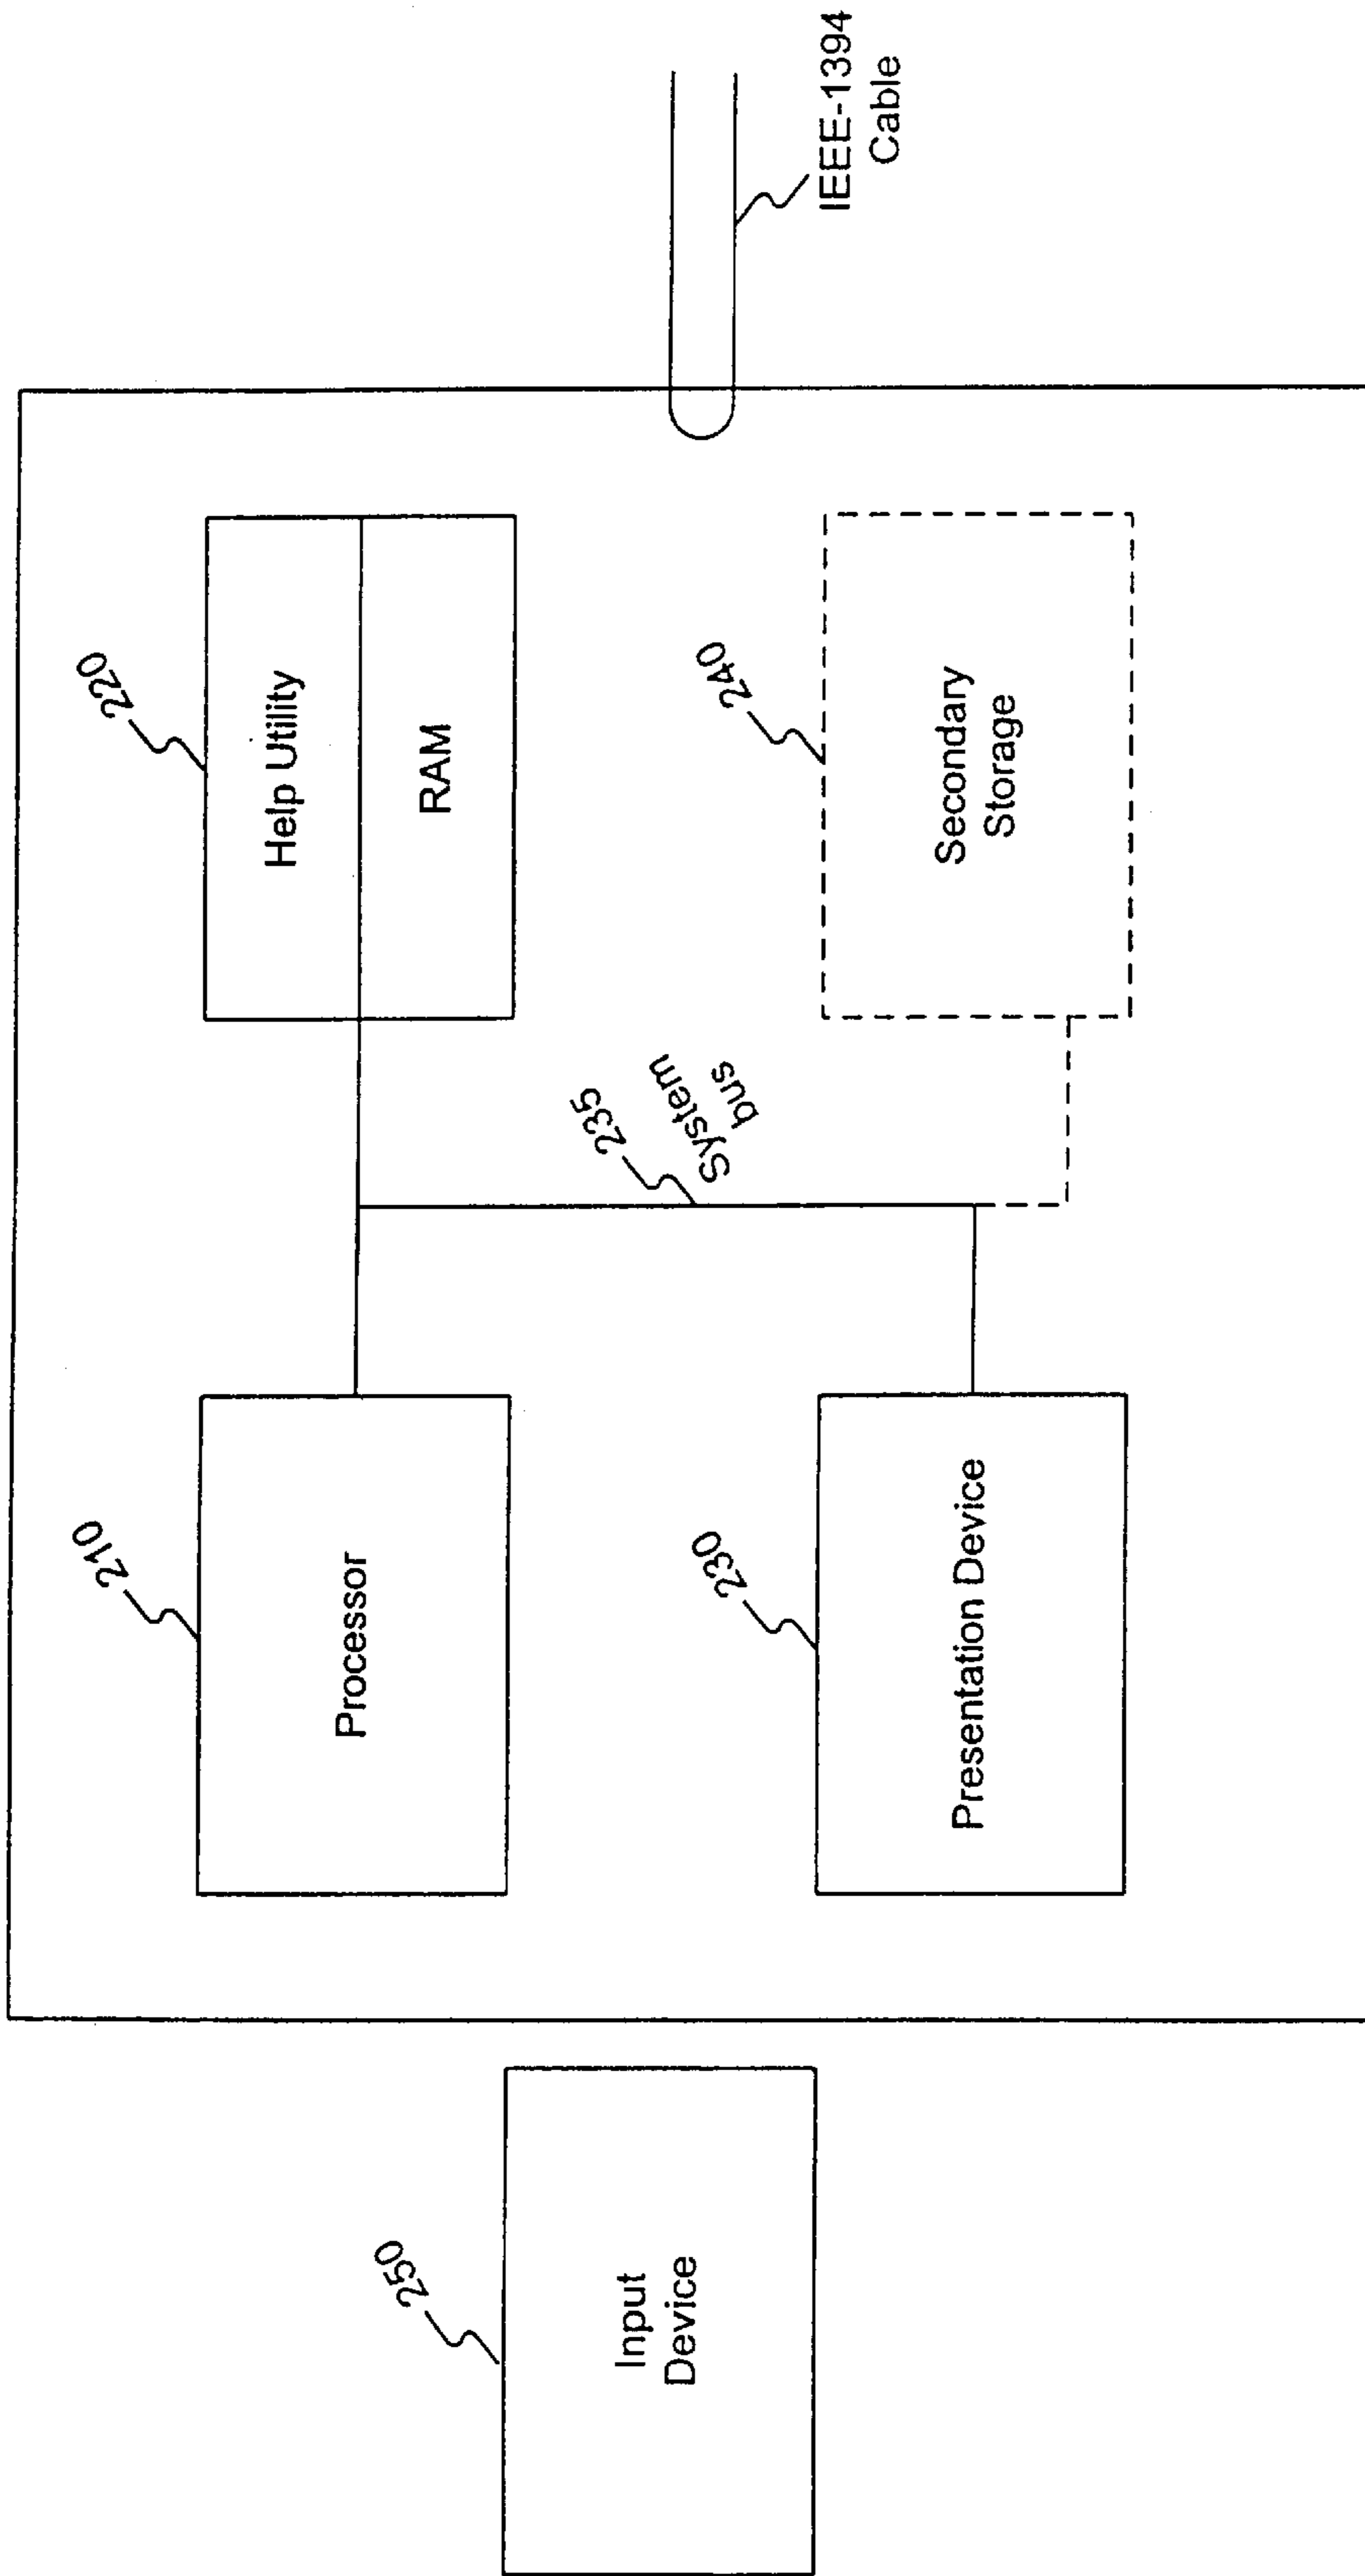 210
Processor
220
Help Utility
RAM
IEEE-1394
Cable
235
System
bus
250
Input
Device
230
Presentation Device
240
Secondary
Storage